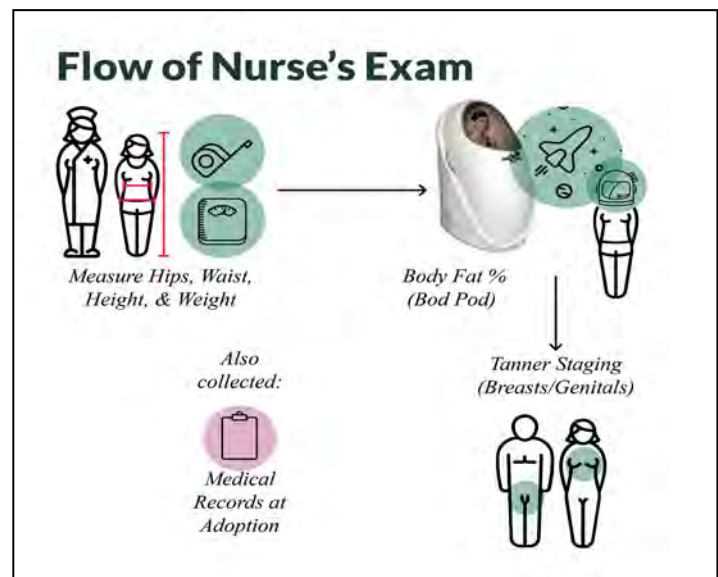 Flow of Nurse's Exam
Measure Hips, Waist,
Height, & Weight
Body Fat %
(Bod Pod)
Tanner Staging
(Breasts/Genitals)
Also
collected:
Medical
Records at
Adoption